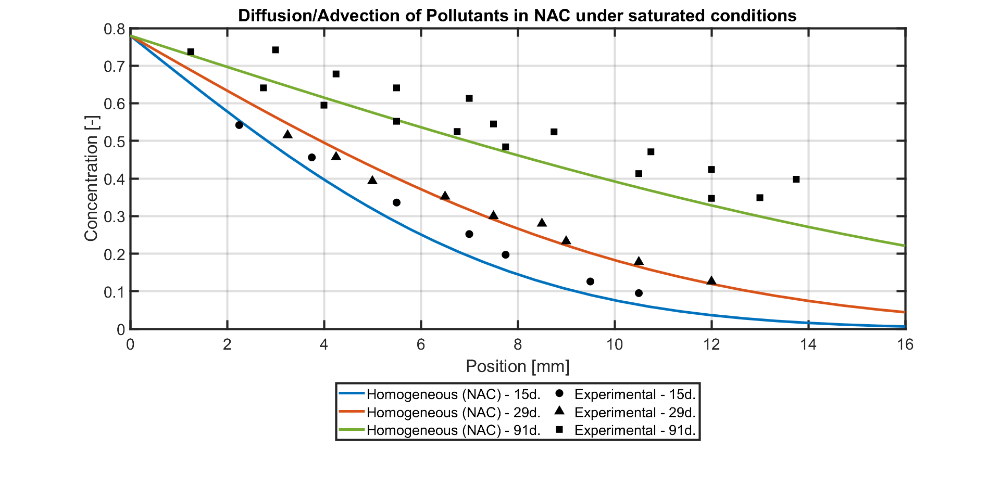 Diffusion/Advection of Pollutants in NAC under saturated conditions
0.8
0.7
0.6
0.5
0.4
0.3
0.2
0.1
0
Concentration [-]
0 2 4 6 8 10 12 14 16
Position [mm]
Homogeneous (NAC) - 15d. Experimental - 15d.
Homogeneous (NAC) - 29d. Experimental - 29d.
Homogeneous (NAC) - 91d. Experimental - 91d.